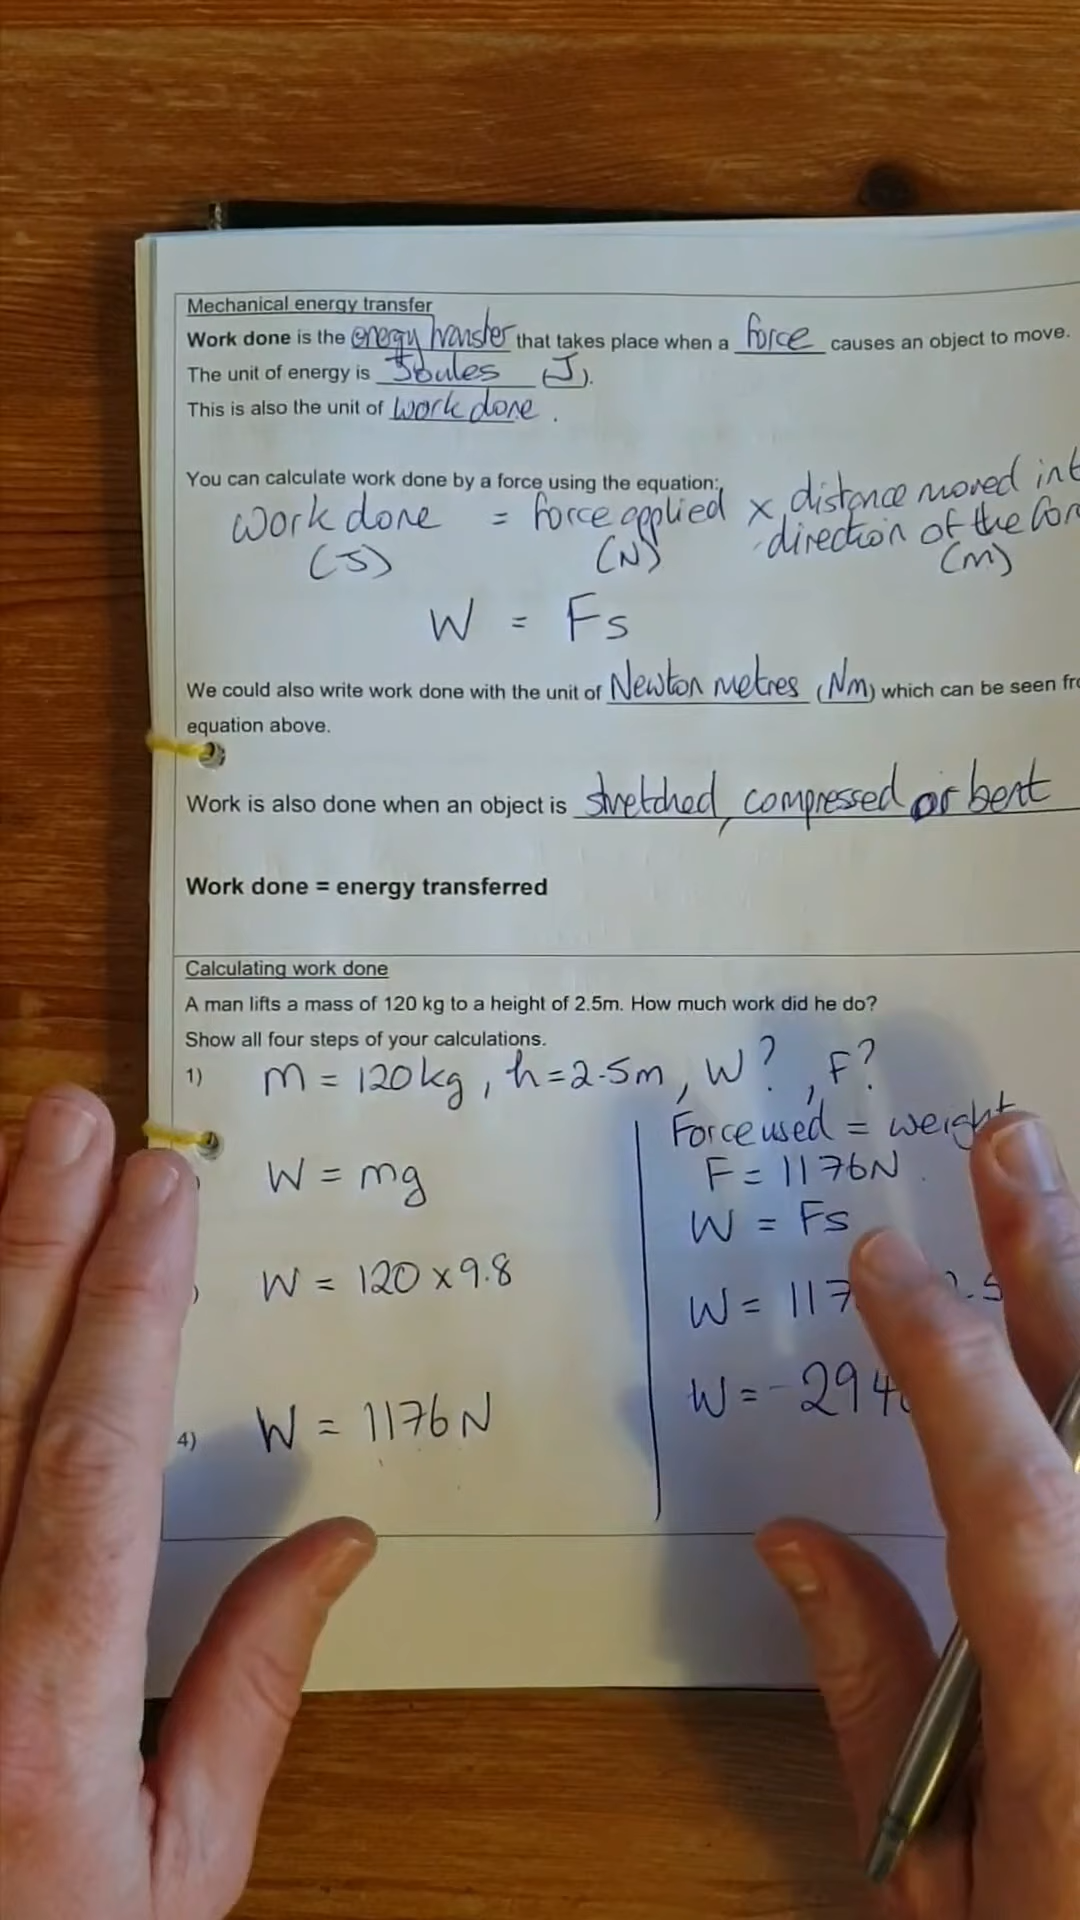 Mechanical energy transfer
Work done is the energy transfer that takes place when a force causes an object to move.
The unit of energy is Joules (J).
This is also the unit of work done.
You can calculate work done by a force using the equation:
work done = force applied × distance moved in
direction of the
(J) (N) (m)
W = Fs
We could also write work done with the unit of Newton metres (Nm) which can be seen
equation above.
Work is also done when an object is stretched, compressed or bent
Work done = energy transferred
Calculating work done
A man lifts a mass of 120 kg to a height of 2.5m. How much work did he do?
Show all four steps of your calculations.
1) m = 120kg, h = 2.5m, W?, F?
W = mg
W = 120 × 9.8
4) W = 1176N
Force used = weight
F = 1176N
W = Fs
W =
W =